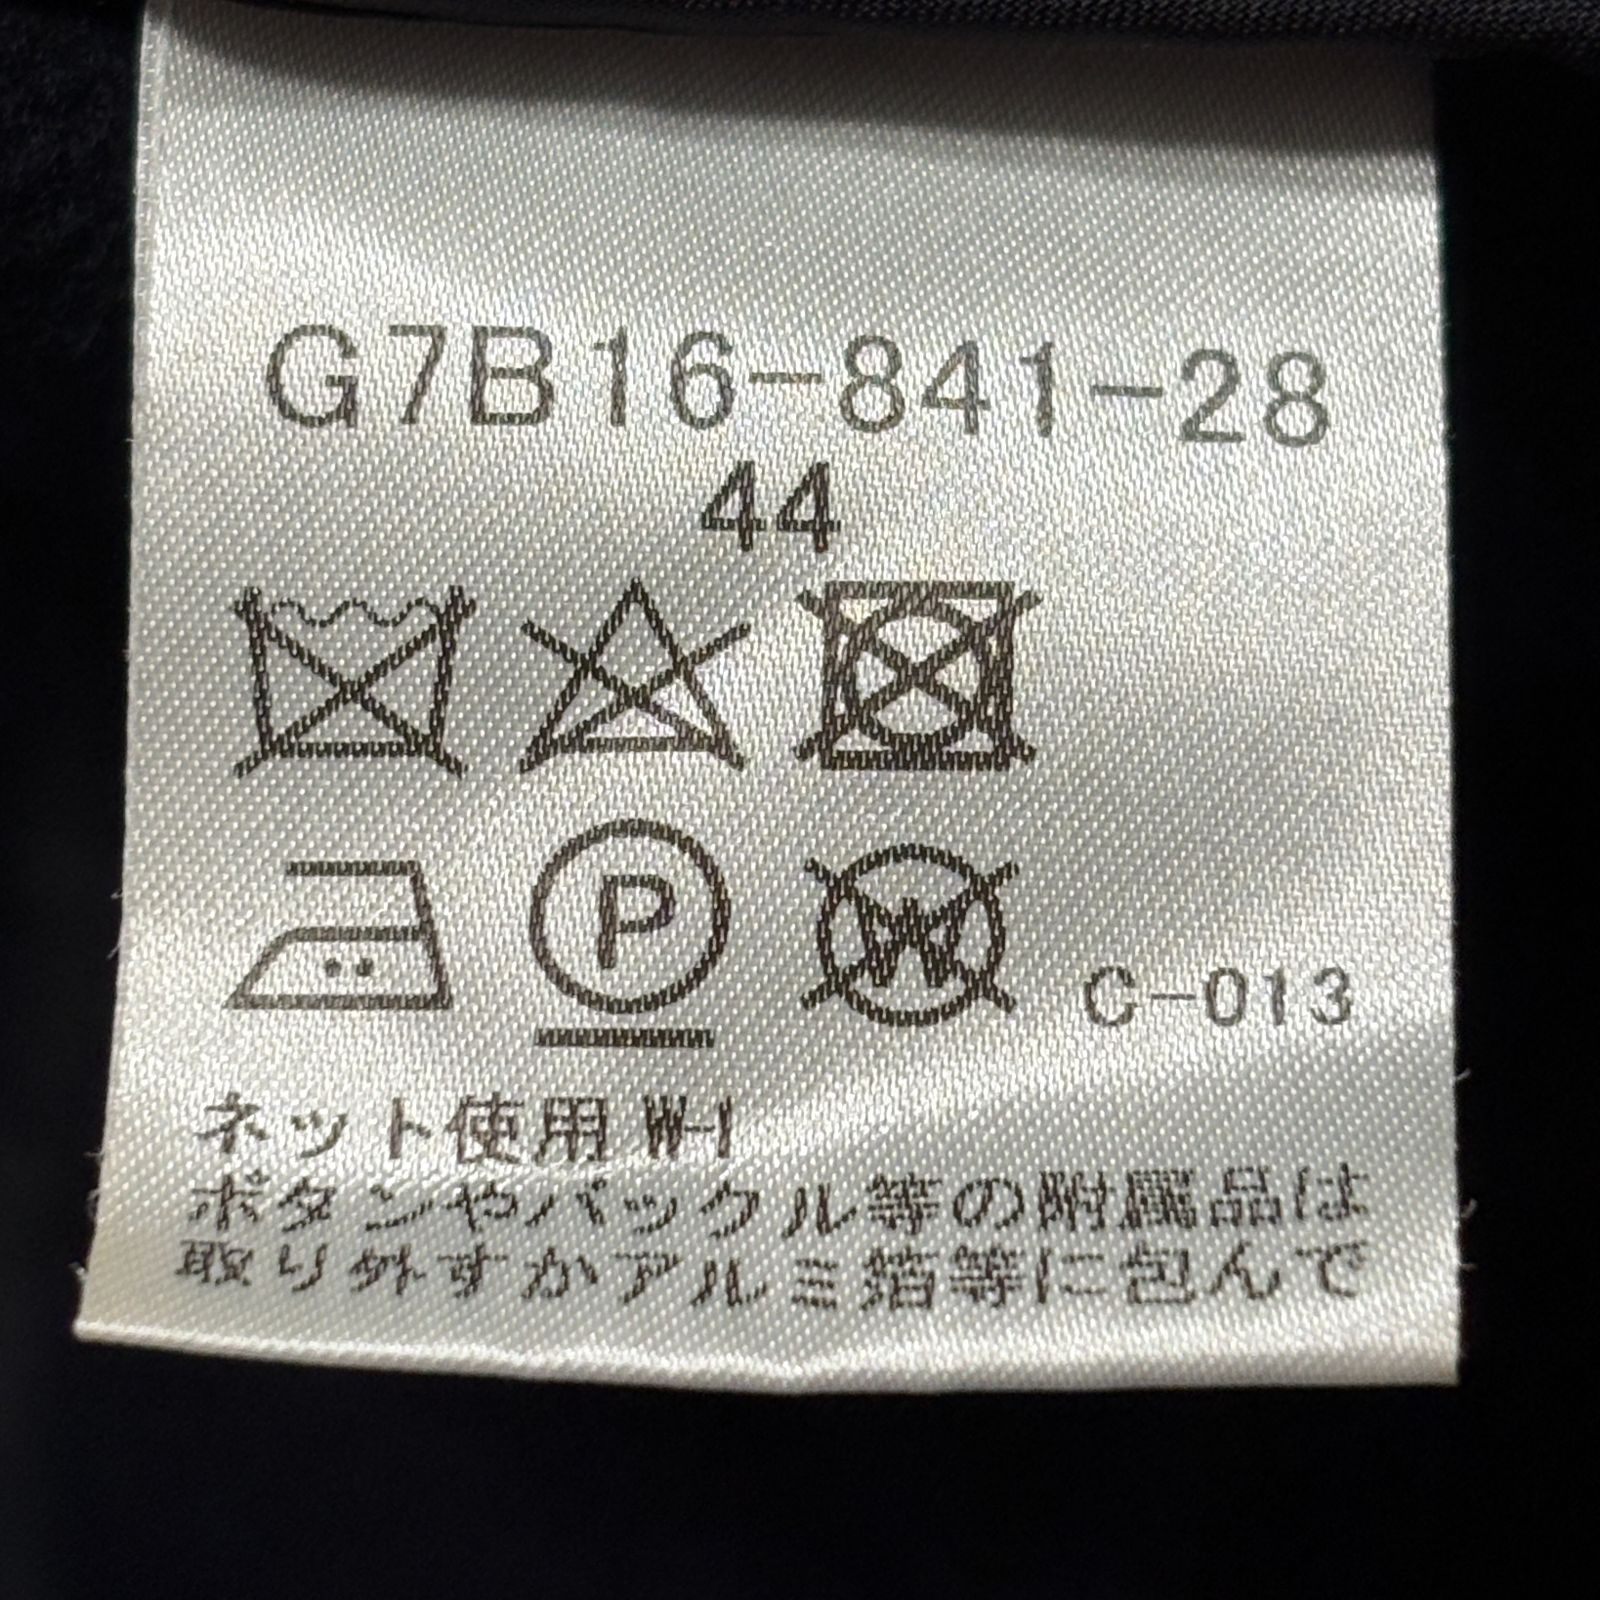 G7B16-841-28
44
P
W C-013
ネット使用 W-1
ボタンやバックル等の附属品は
取り外すかアルミ箔等に包んで